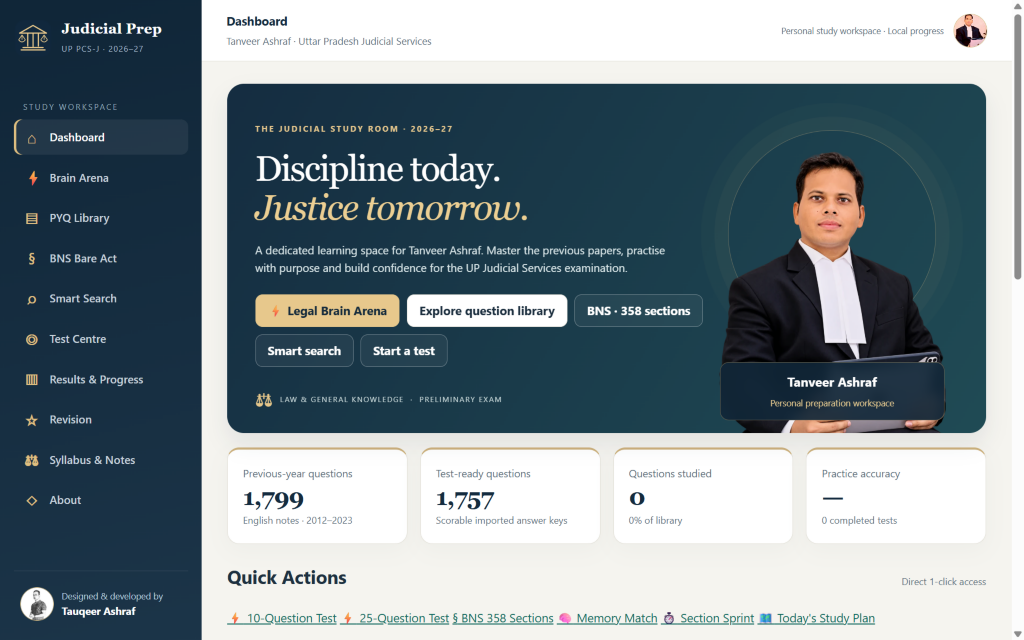 Judicial Prep
UP PCS-J · 2026–27
STUDY WORKSPACE
Dashboard
Brain Arena
PYQ Library
§ BNS Bare Act
Smart Search
Test Centre
Results & Progress
Revision
Syllabus & Notes
About
Designed & developed by
Tauqeer Ashraf
Dashboard
Tanveer Ashraf · Uttar Pradesh Judicial Services
Personal study workspace · Local progress
THE JUDICIAL STUDY ROOM · 2026–27
Discipline today.
Justice tomorrow.
A dedicated learning space for Tanveer Ashraf. Master the previous papers, practise
with purpose and build confidence for the UP Judicial Services examination.
Legal Brain Arena
Explore question library
BNS · 358 sections
Smart search
Start a test
LAW & GENERAL KNOWLEDGE · PRELIMINARY EXAM
Tanveer Ashraf
Personal preparation workspace
Previous-year questions
1,799
English notes · 2012–2023
Test-ready questions
1,757
Scorable imported answer keys
Questions studied
0
0% of library
Practice accuracy
—
0 completed tests
Quick Actions
Direct 1-click access
10-Question Test 25-Question Test § BNS 358 Sections Memory Match Section Sprint Today's Study Plan